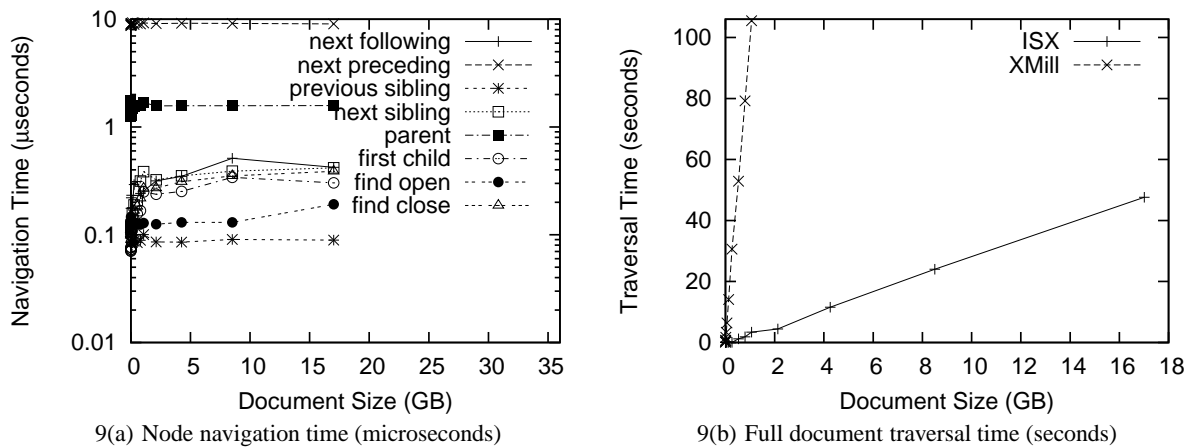 10
1
0.1
0.01
0 5 10 15 20 25 30 35
Navigation Time (μseconds)
Document Size (GB)
next following
next preceding
previous sibling
next sibling
parent
first child
find open
find close
9(a) Node navigation time (microseconds)
100
80
60
40
20
0
0 2 4 6 8 10 12 14 16 18
Traversal Time (seconds)
Document Size (GB)
ISX
XMill
9(b) Full document traversal time (seconds)